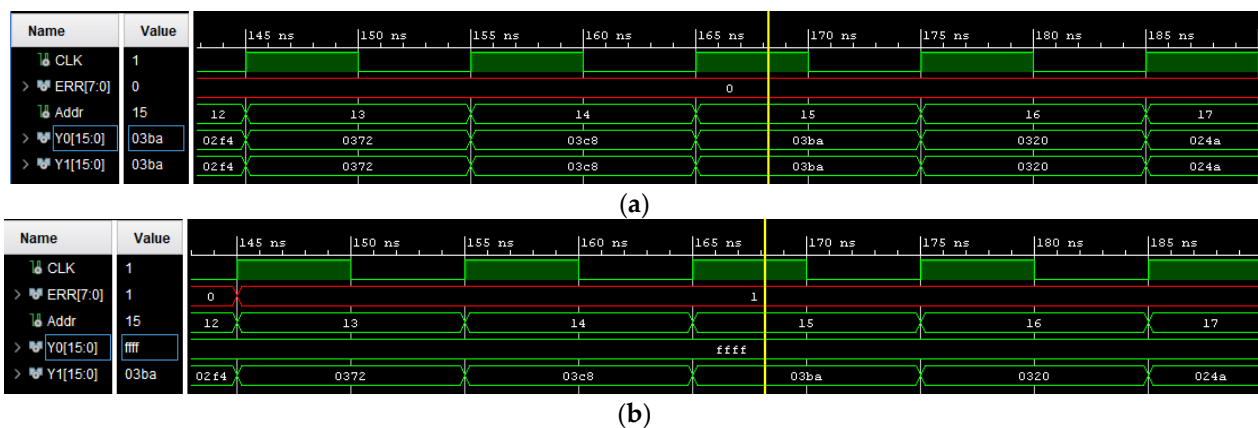 Name Value 145 ns 150 ns 155 ns 160 ns 165 ns 170 ns 175 ns 180 ns 185 ns
CLK 1
> ERR[7:0] 0 0
Addr 15 12 13 14 15 16 17
> Y0[15:0] 03ba 02f4 0372 03c8 03ba 0320 024a
> Y1[15:0] 03ba 02f4 0372 03c8 03ba 0320 024a
(a)
Name Value 145 ns 150 ns 155 ns 160 ns 165 ns 170 ns 175 ns 180 ns 185 ns
CLK 1
> ERR[7:0] 1 0 1
Addr 15 12 13 14 15 16 17
> Y0[15:0] ffff ffff
> Y1[15:0] 03ba 02f4 0372 03c8 03ba 0320 024a
(b)